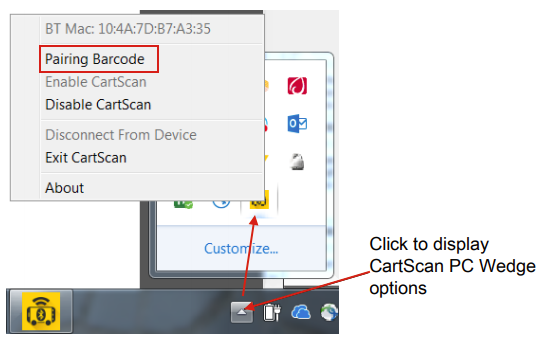 BT Mac: 10:4A:7D:B7:A3:35
Pairing Barcode
Enable CartScan
Disable CartScan
Disconnect From Device
Exit CartScan
About
Customize...
Click to display
CartScan PC Wedge
options